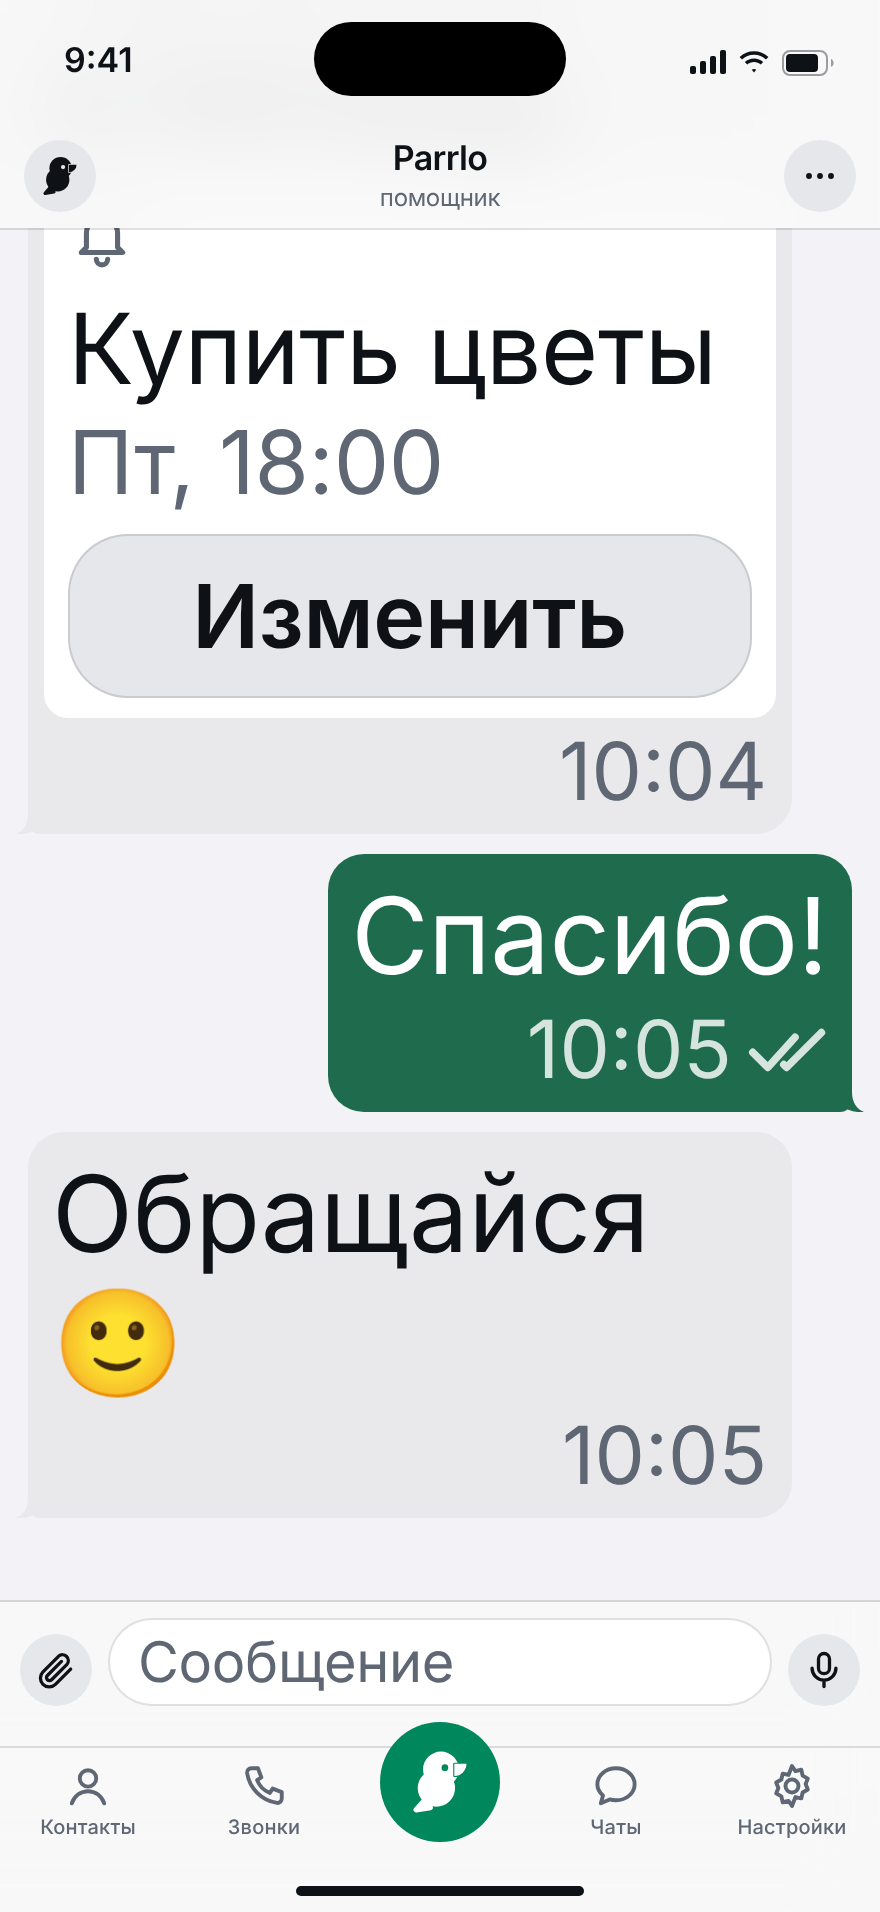 9:41
Parrlo
помощник
Купить цветы
Пт, 18:00
Изменить
10:04
Спасибо!
10:05
Обращайся
🙂
10:05
Сообщение
Контакты
Звонки
Чаты
Настройки